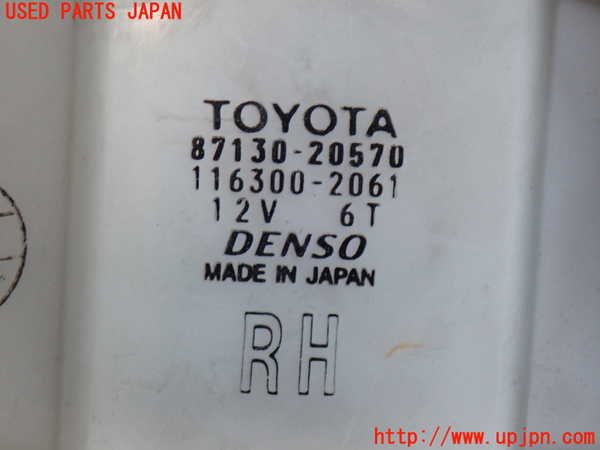 USED PARTS JAPAN
TOYOTA
87130-20570
116300-2061
12V 6T
DENSO
MADE IN JAPAN
RH
http://www.upjpn.com